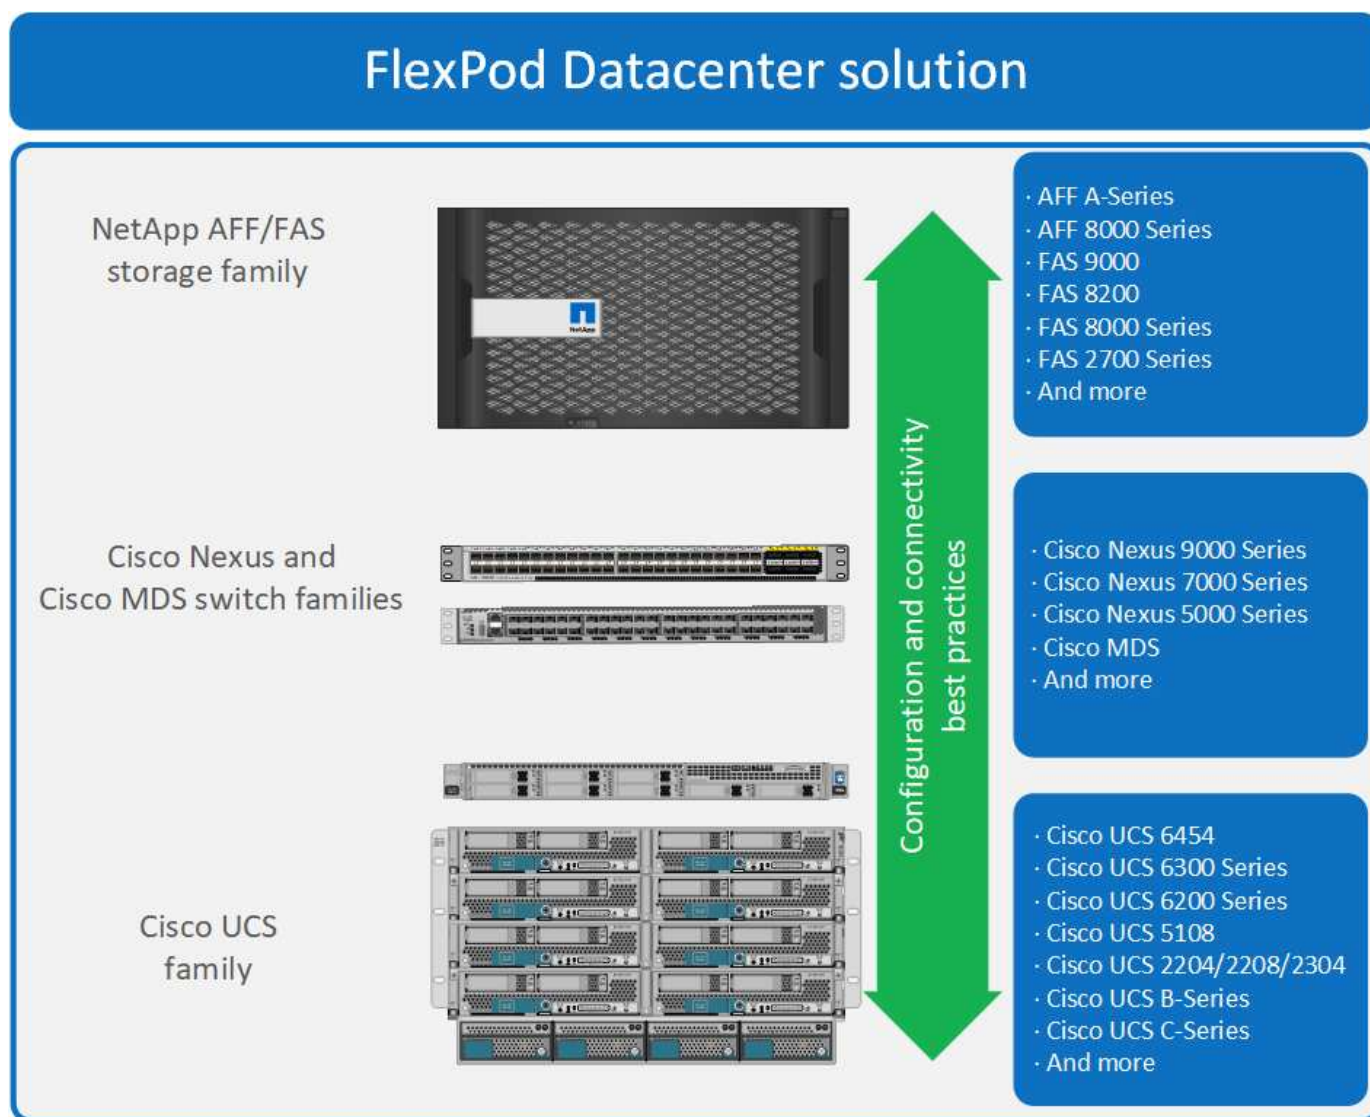 FlexPod Datacenter solution
NetApp AFF/FAS
storage family
NetApp
· AFF A-Series
· AFF 8000 Series
· FAS 9000
· FAS 8200
· FAS 8000 Series
· FAS 2700 Series
· And more
Configuration and connectivity
best practices
Cisco Nexus and
Cisco MDS switch families
· Cisco Nexus 9000 Series
· Cisco Nexus 7000 Series
· Cisco Nexus 5000 Series
· Cisco MDS
· And more
Cisco UCS
family
· Cisco UCS 6454
· Cisco UCS 6300 Series
· Cisco UCS 6200 Series
· Cisco UCS 5108
· Cisco UCS 2204/2208/2304
· Cisco UCS B-Series
· Cisco UCS C-Series
· And more